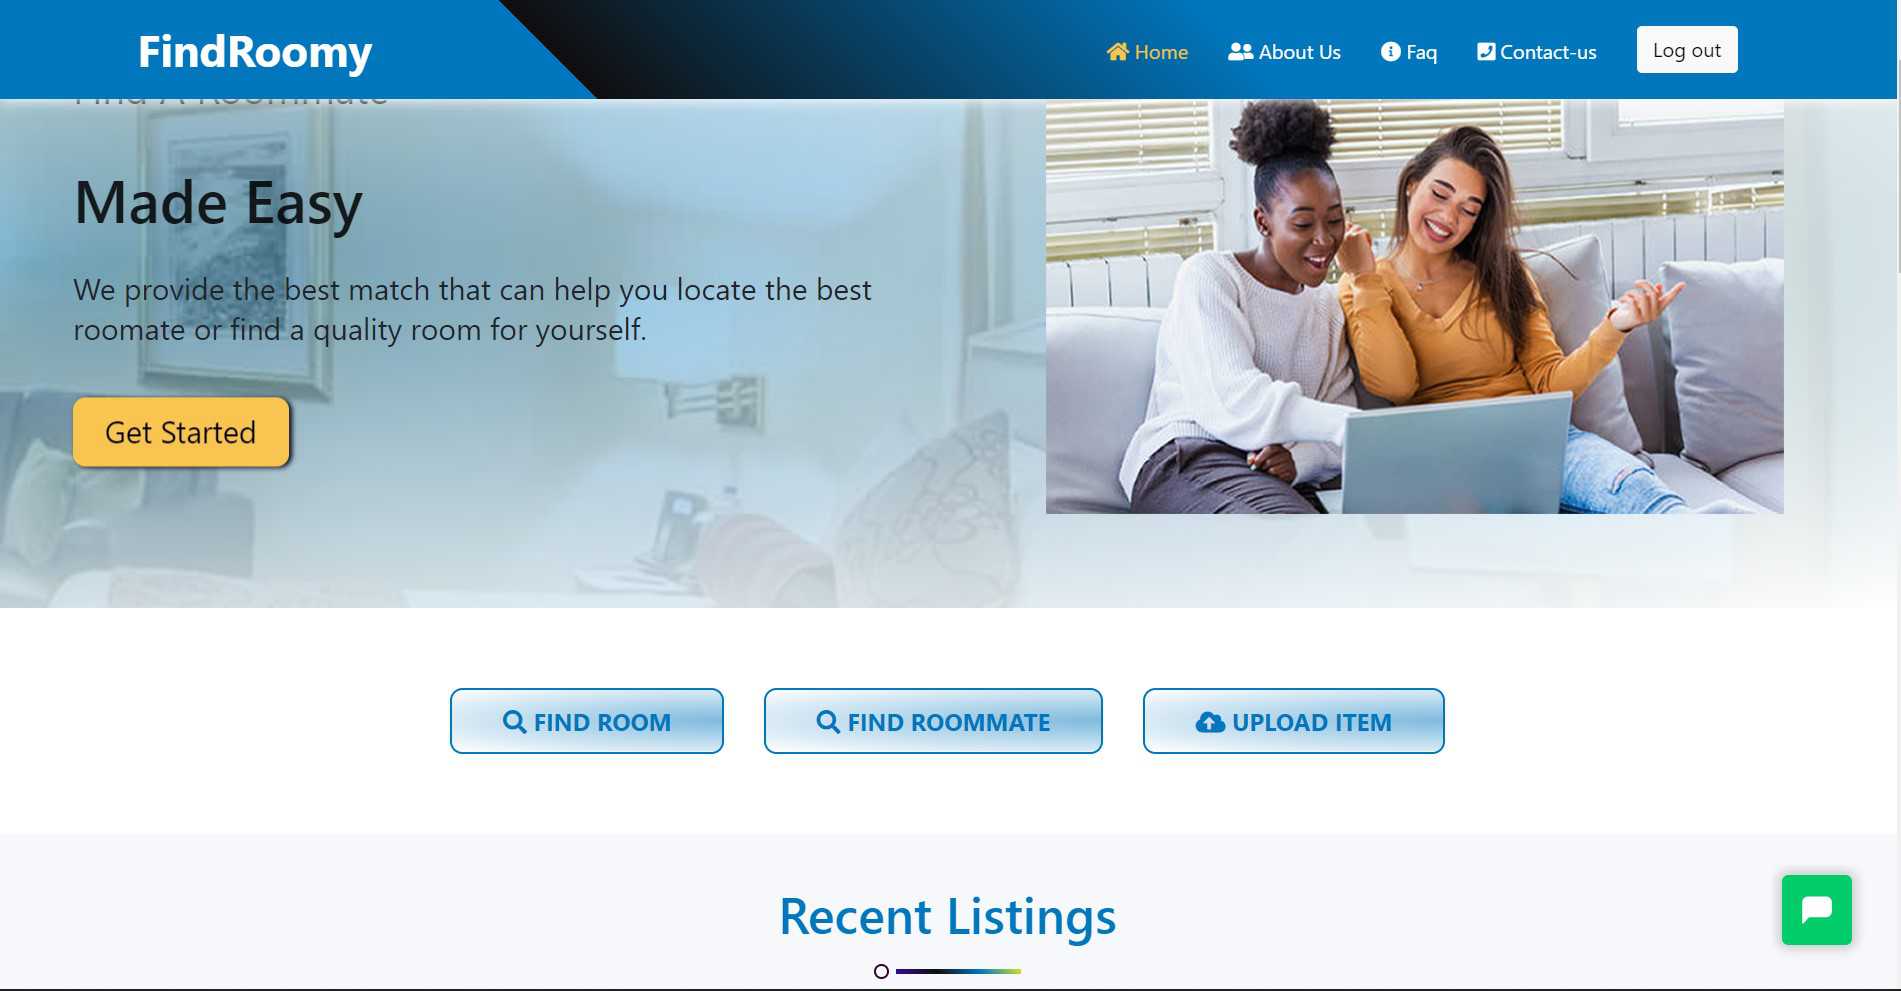 FindRoomy
Home
About Us
Faq
Contact-us
Log out
Find A Roommate
Made Easy
We provide the best match that can help you locate the best
roomate or find a quality room for yourself.
Get Started
FIND ROOM
FIND ROOMMATE
UPLOAD ITEM
Recent Listings